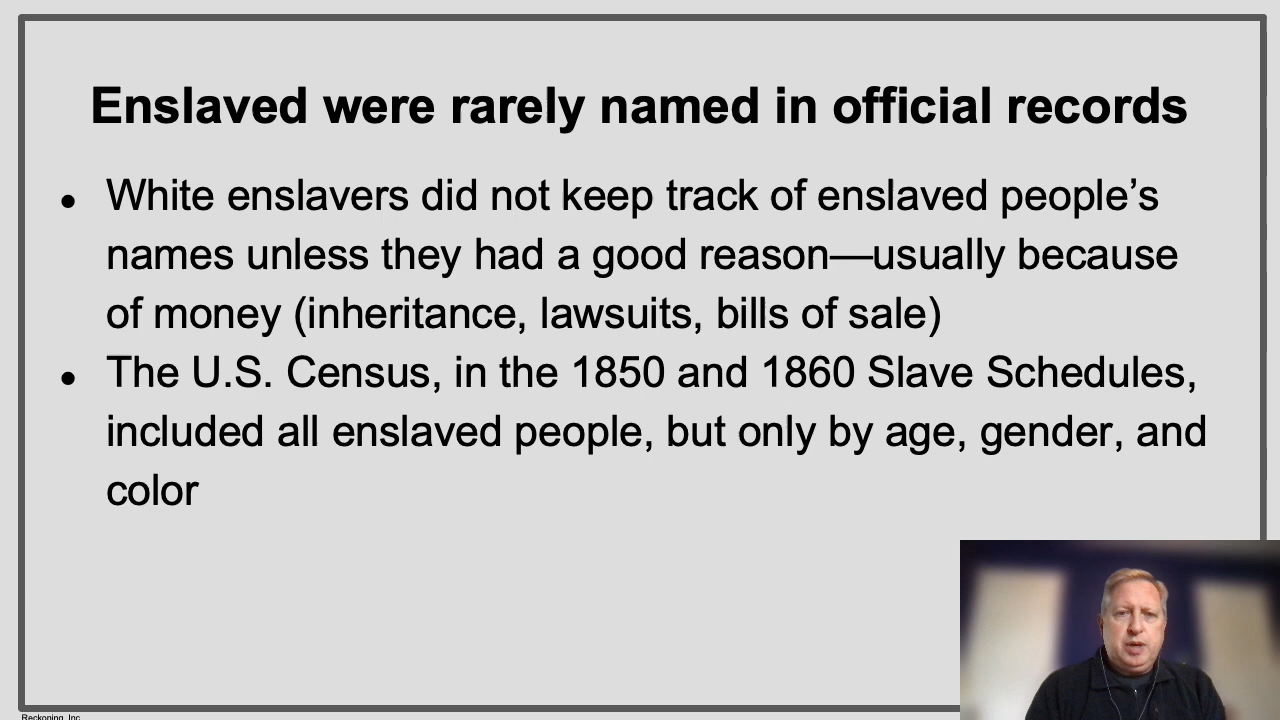 Enslaved were rarely named in official records
● White enslavers did not keep track of enslaved people’s
names unless they had a good reason—usually because
of money (inheritance, lawsuits, bills of sale)
● The U.S. Census, in the 1850 and 1860 Slave Schedules,
included all enslaved people, but only by age, gender, and
color
Reckoning, Inc.